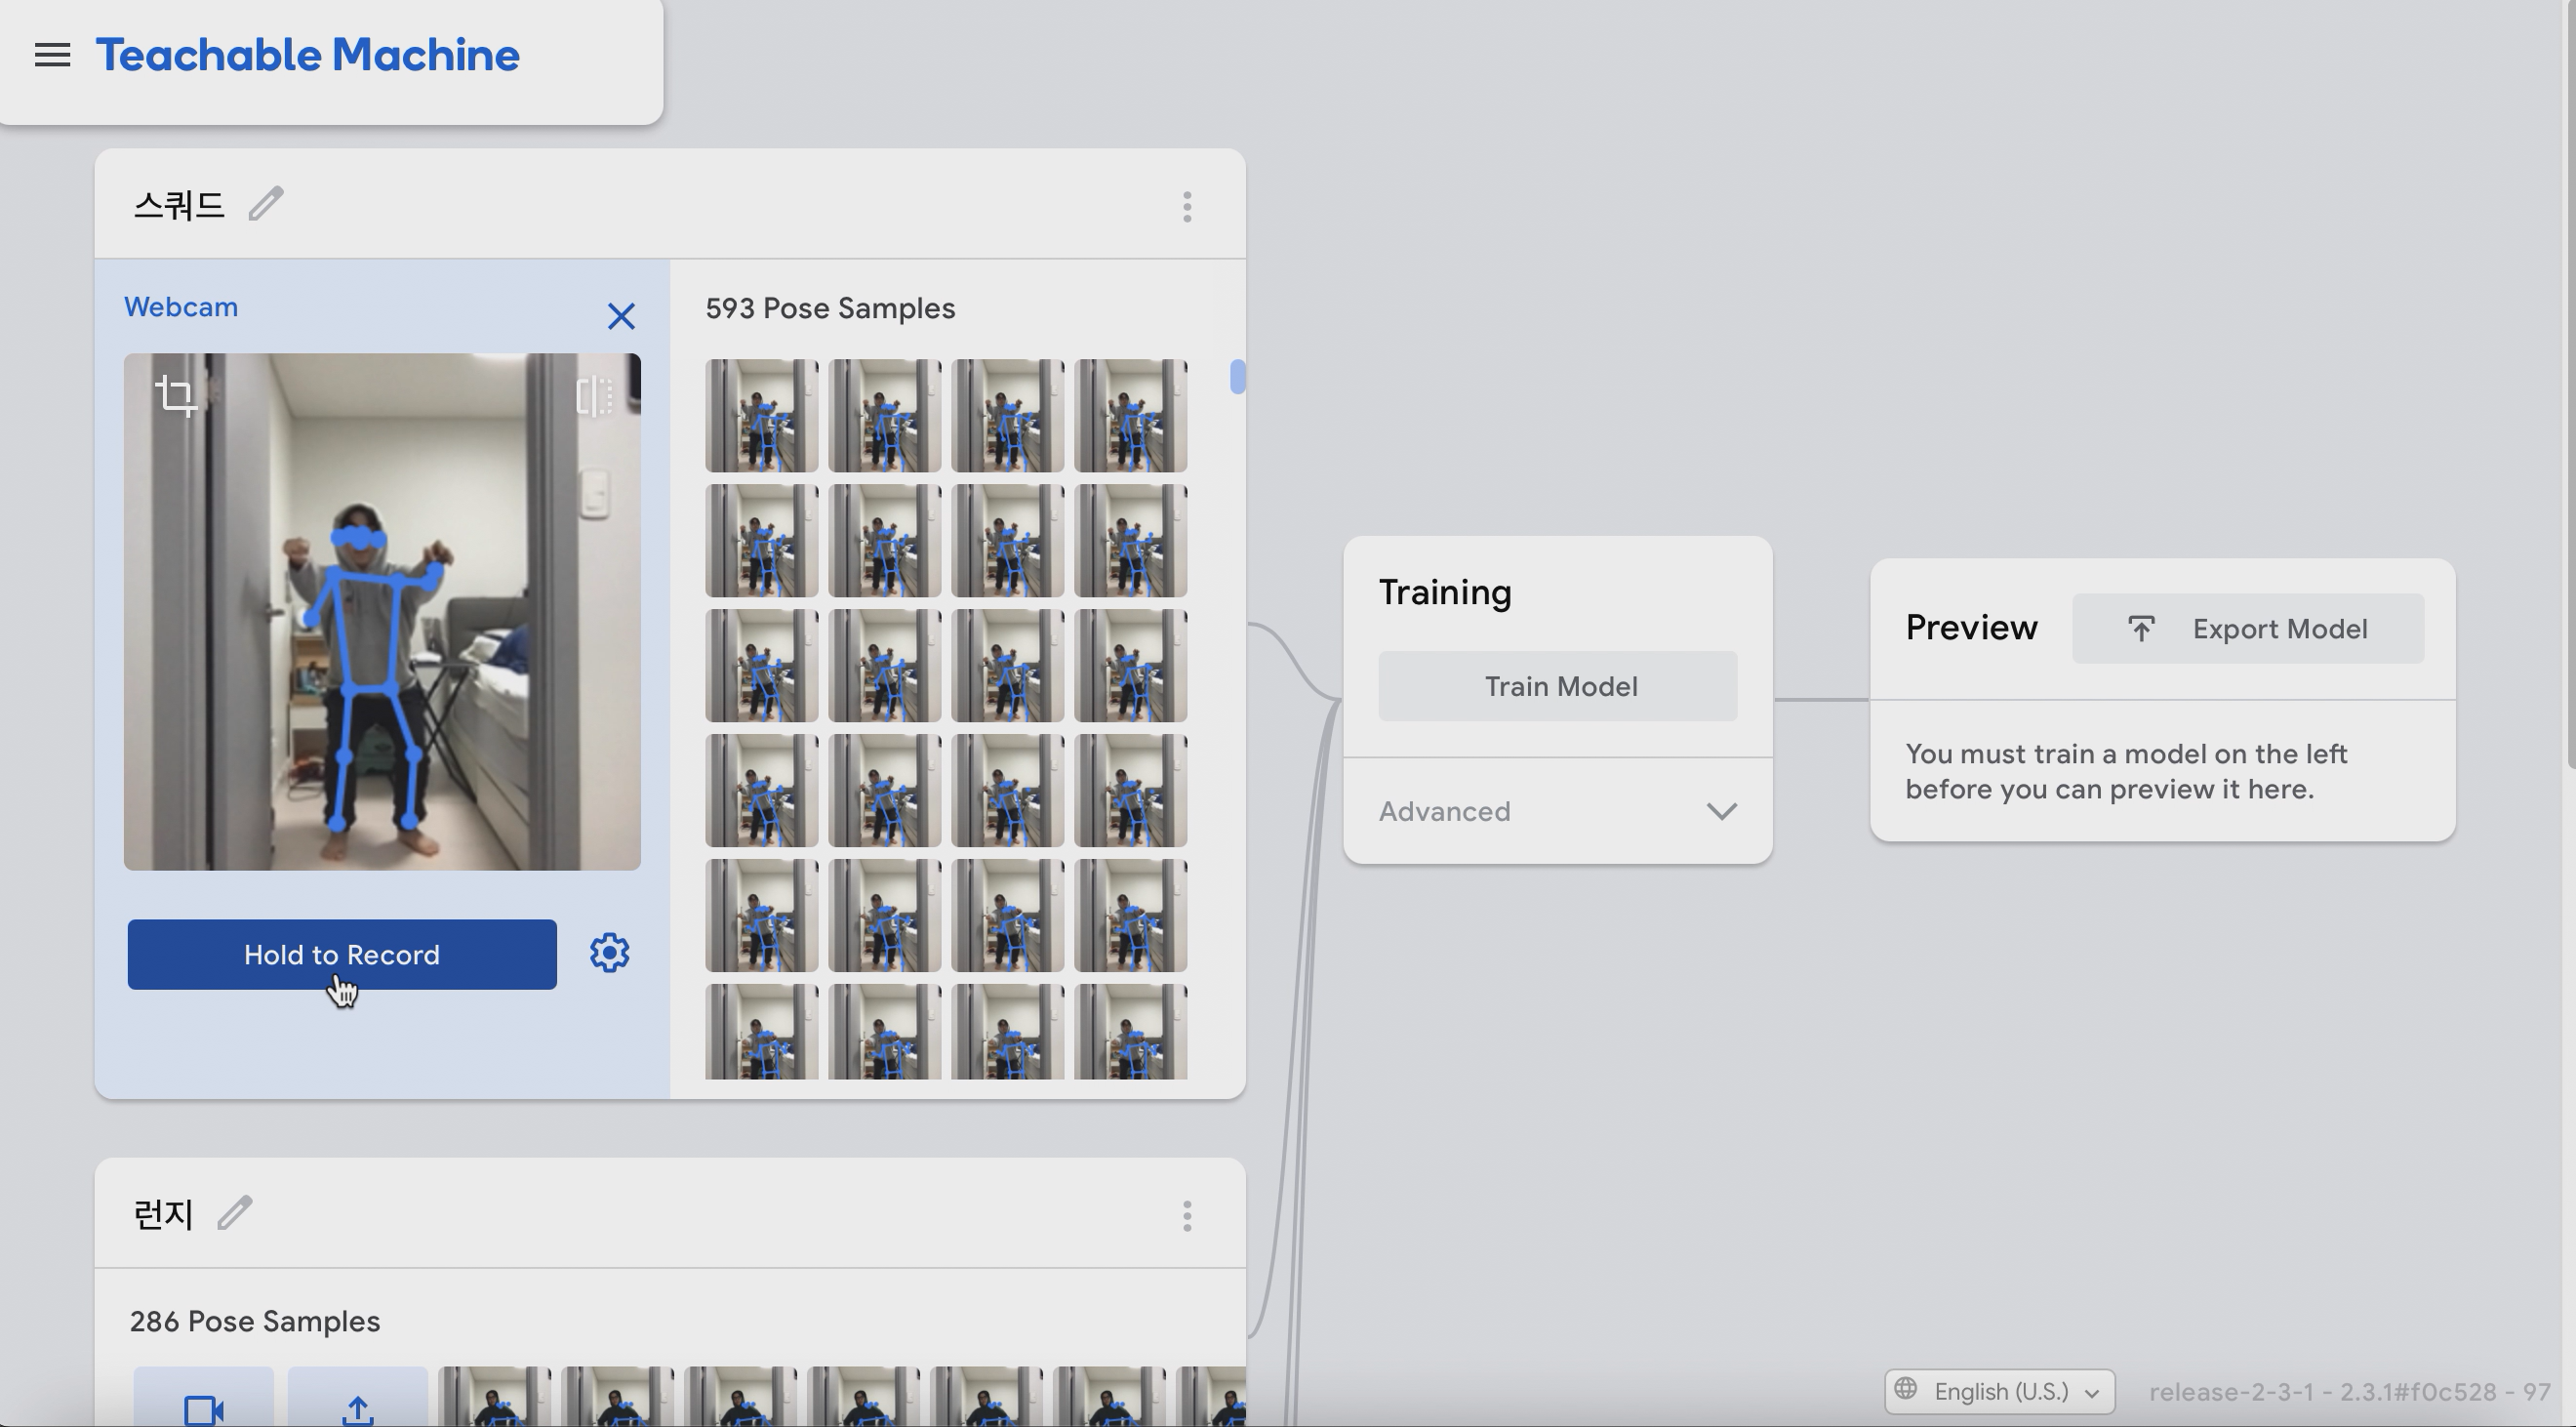 Teachable Machine
스쿼드
Webcam
593 Pose Samples
Hold to Record
Training
Train Model
Advanced
Preview
Export Model
You must train a model on the left
before you can preview it here.
런지
286 Pose Samples
English (U.S.)
release-2-3-1 - 2.3.1#f0c528 - 97